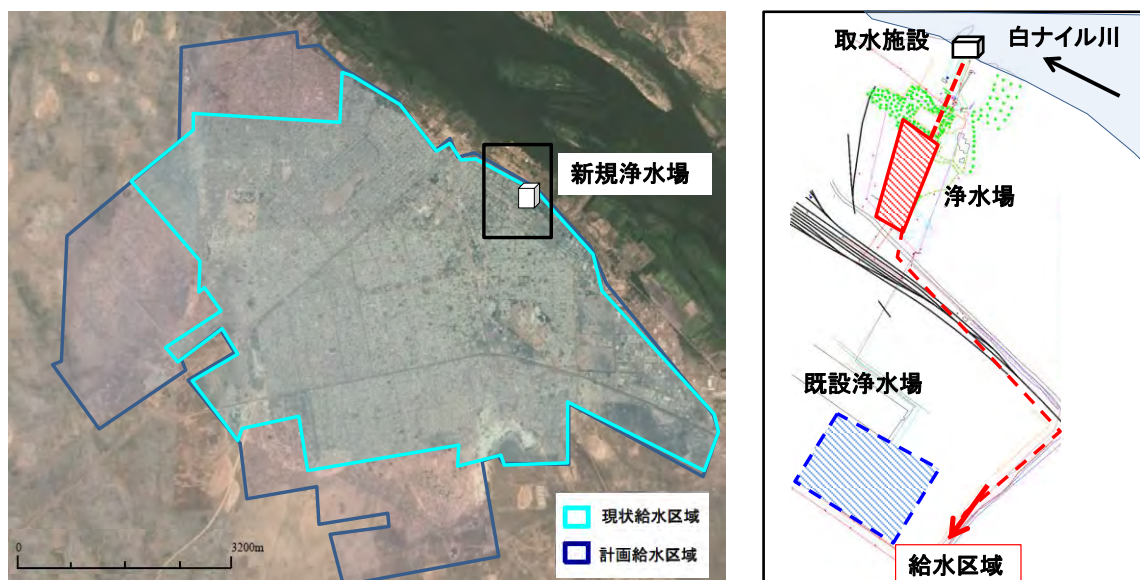 新規浄水場
現状給水区域
計画給水区域
0 3200m
取水施設
白ナイル川
浄水場
既設浄水場
給水区域